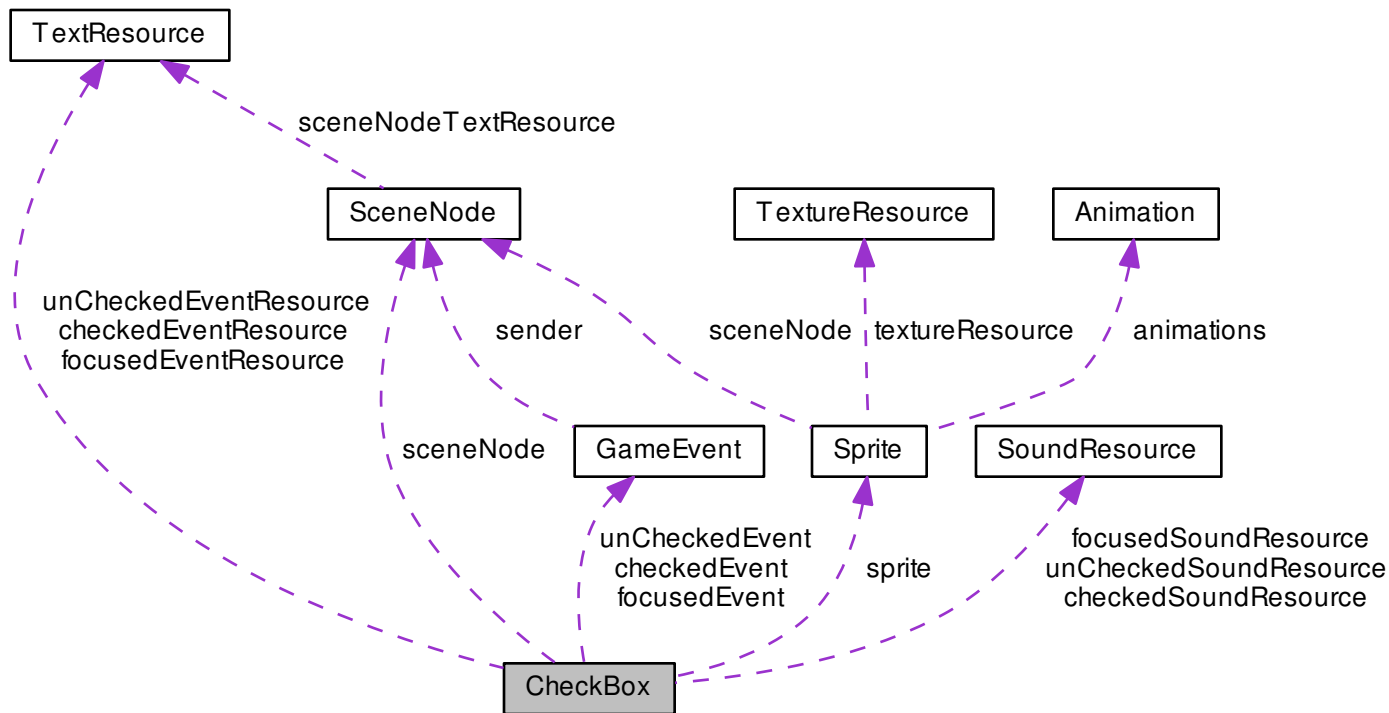 TextResource
sceneNodeTextResource
SceneNode
TextureResource
Animation
unCheckedEventResource
checkedEventResource
focusedEventResource
sender
sceneNode
textureResource
animations
sceneNode
GameEvent
Sprite
SoundResource
unCheckedEvent
checkedEvent
focusedEvent
sprite
focusedSoundResource
unCheckedSoundResource
checkedSoundResource
CheckBox